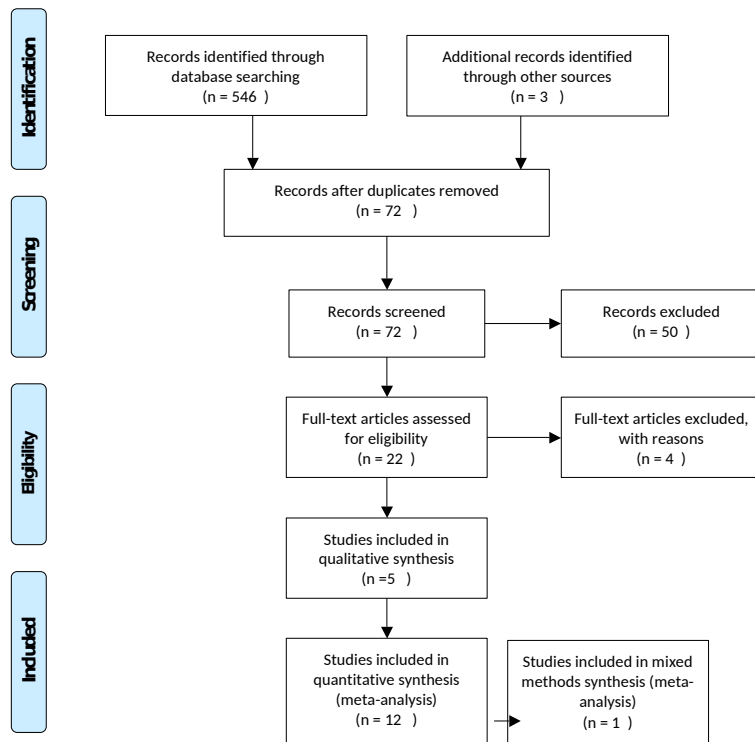 Identification
Records identified through
database searching
(n = 546 )
Additional records identified
through other sources
(n = 3 )
Records after duplicates removed
(n = 72 )
Screening
Records screened
(n = 72 )
Records excluded
(n = 50 )
Eligibility
Full-text articles assessed
for eligibility
(n = 22 )
Full-text articles excluded,
with reasons
(n = 4 )
Studies included in
qualitative synthesis
(n =5 )
Included
Studies included in
quantitative synthesis
(meta-analysis)
(n = 12 )
Studies included in mixed
methods synthesis (meta-
analysis)
(n = 1 )